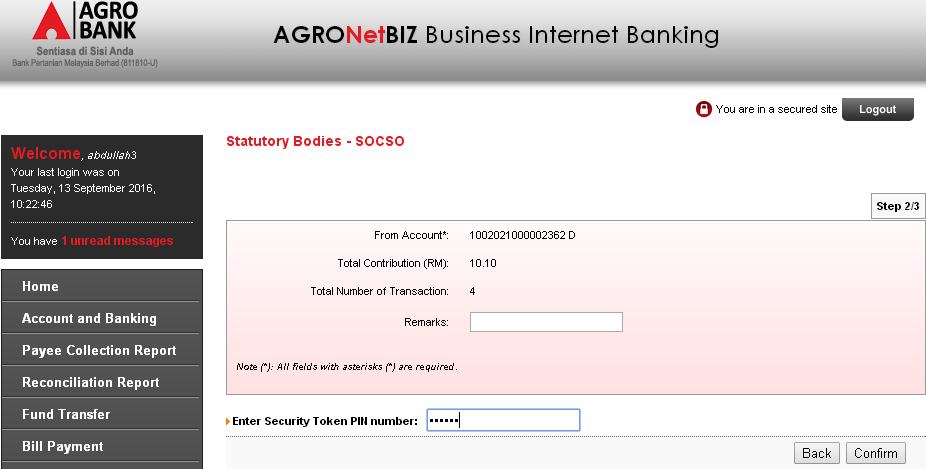 AGRO
BANK
Sentiasa di Sisi Anda
Bank Pertanian Malaysia Berhad (811810-U)
AGRONetBIZ Business Internet Banking
You are in a secured site
Logout
Welcome, abdullah3
Your last login was on
Tuesday, 13 September 2016,
10:22:46
You have 1 unread messages
Home
Account and Banking
Payee Collection Report
Reconciliation Report
Fund Transfer
Bill Payment
Statutory Bodies - SOCSO
Step 2/3
From Account*: 1002021000002362 D
Total Contribution (RM): 10.10
Total Number of Transaction: 4
Remarks:
Note (*): All fields with asterisks (*) are required.
Enter Security Token PIN number: ••••••
Back Confirm